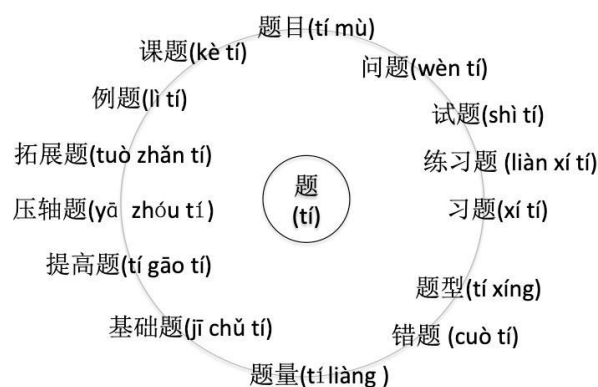 题目(tí mù)
课题(kè tí)
问题(wèn tí)
例题(lì tí)
试题(shì tí)
拓展题(tuò zhǎn tí)
练习题 (liàn xí tí)
题
(tí)
压轴题(yā zhóu tí)
习题(xí tí)
提高题(tí gāo tí)
题型(tí xíng)
基础题(jī chǔ tí)
错题 (cuò tí)
题量(tí liàng )